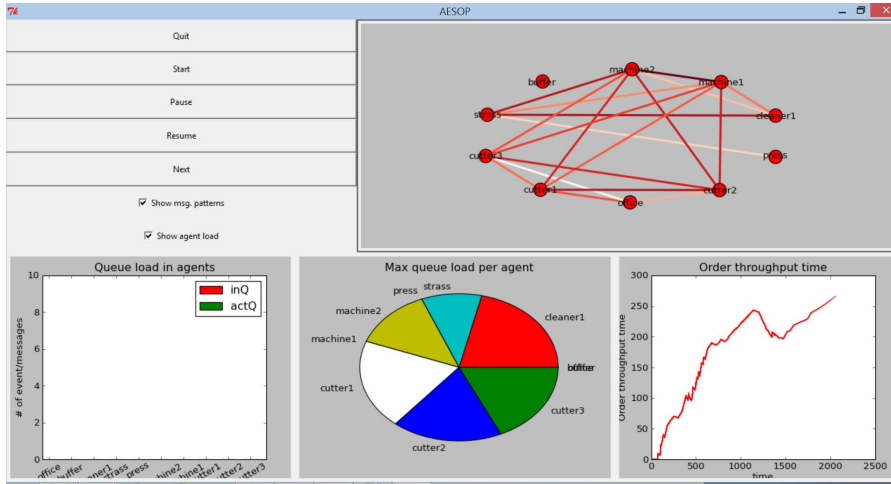 AESOP
Quit
Start
Pause
Resume
Next
Show msg. patterns
Show agent load
machine2
buffer
machine1
strass
cleaner1
cutter3
press
cutter1
cutter2
office
Queue load in agents
10
8
6
4
2
0
# of event/messages
inQ
actQ
office
buffer
strass
press
Max queue load per agent
press
strass
cleaner1
machine2
machine1
cutter1
cutter2
cutter3
Order throughput time
300
250
200
150
100
50
0
Order throughput time
0
500
1000
1500
2000
2500
time